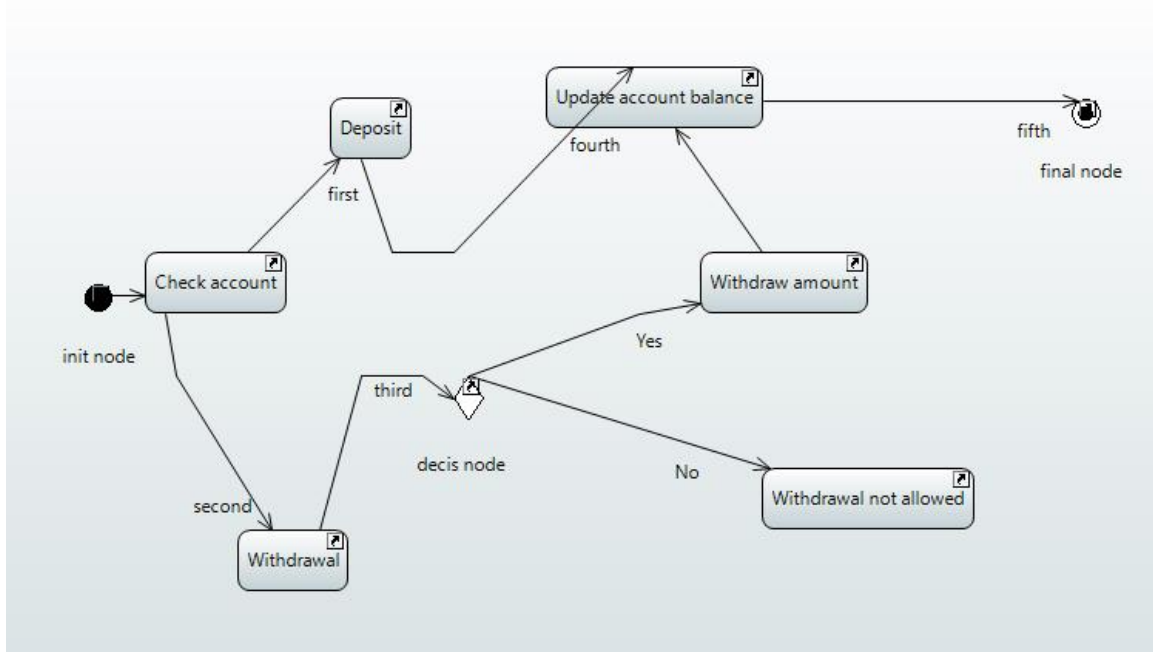 Update account balance
Deposit
fifth
fourth
final node
first
Check account
Withdraw amount
init node
Yes
third
decis node
No
Withdrawal not allowed
second
Withdrawal